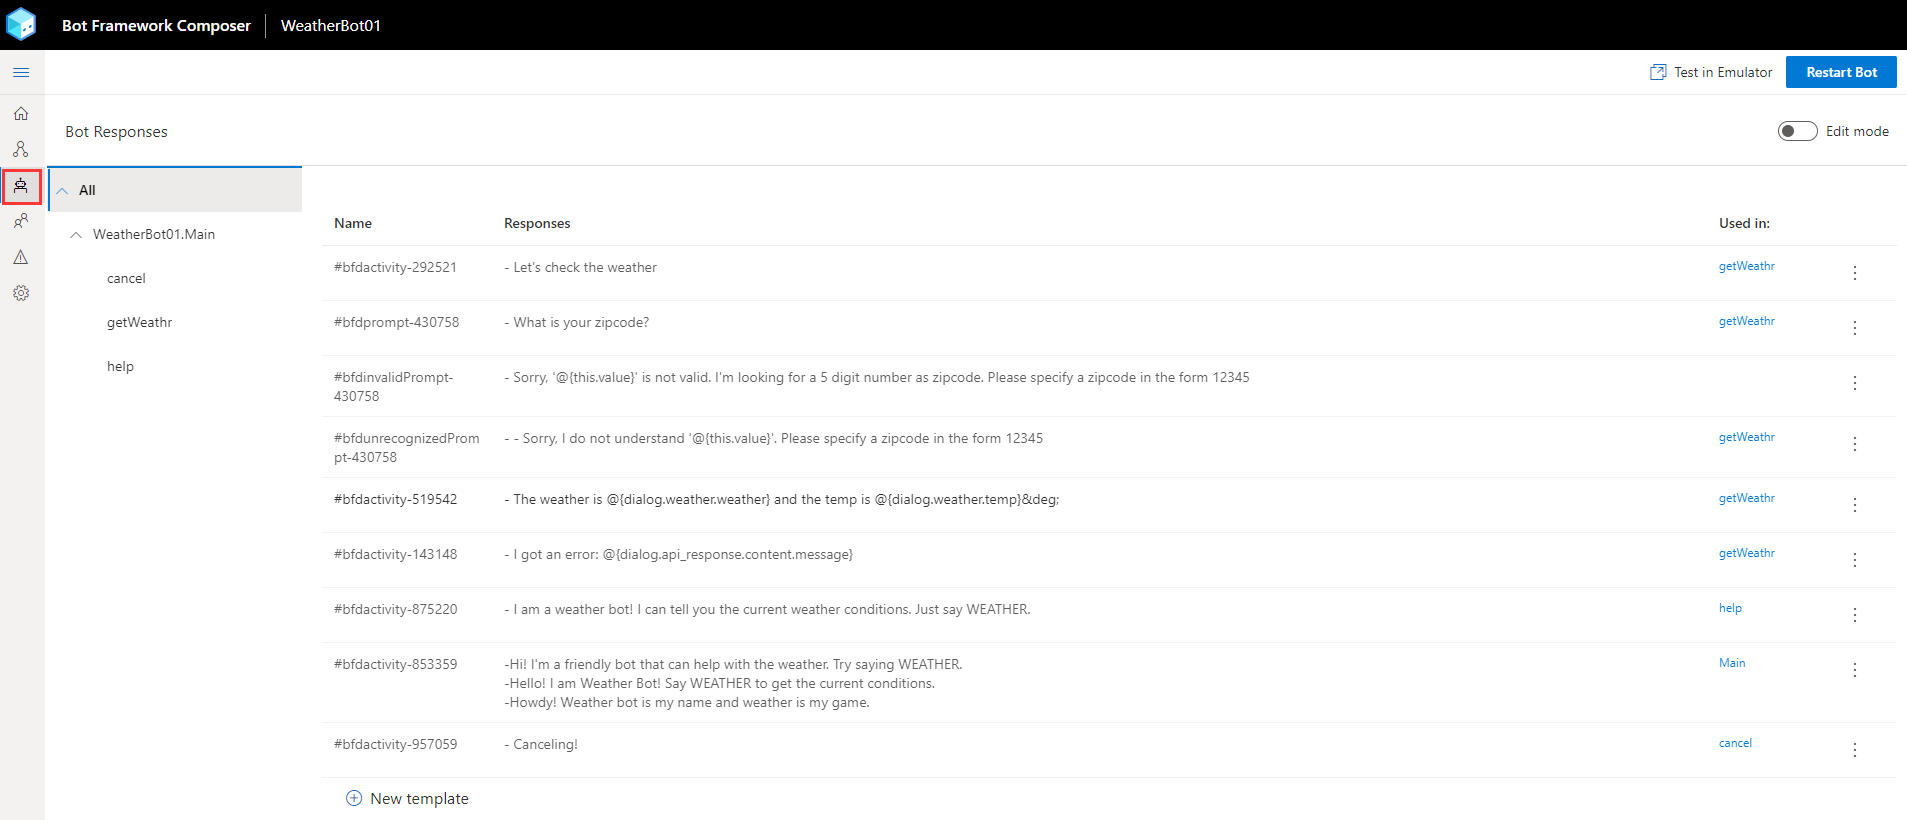 Bot Framework Composer WeatherBot01
Test in Emulator Restart Bot
Bot Responses Edit mode
All
WeatherBot01.Main
cancel
getWeathr
help
Name Responses Used in:
#bfdactivity-292521 - Let's check the weather getWeathr
#bfdprompt-430758 - What is your zipcode? getWeathr
#bfdinvalidPrompt- - Sorry, '@{this.value}' is not valid. I'm looking for a 5 digit number as zipcode. Please specify a zipcode in the form 12345
430758
#bfdunrecognizedProm - - Sorry, I do not understand '@{this.value}'. Please specify a zipcode in the form 12345 getWeathr
pt-430758
#bfdactivity-519542 - The weather is @{dialog.weather.weather} and the temp is @{dialog.weather.temp}&deg; getWeathr
#bfdactivity-143148 - I got an error: @{dialog.api_response.content.message} getWeathr
#bfdactivity-875220 - I am a weather bot! I can tell you the current weather conditions. Just say WEATHER. help
#bfdactivity-853359 -Hi! I'm a friendly bot that can help with the weather. Try saying WEATHER. Main
-Hello! I am Weather Bot! Say WEATHER to get the current conditions.
-Howdy! Weather bot is my name and weather is my game.
#bfdactivity-957059 - Canceling! cancel
New template